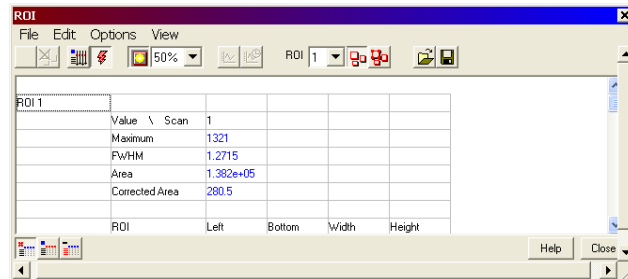 ROI
File Edit Options View
50% ROI 1
ROI 1
Value \ Scan 1
Maximum 1321
FWHM 1.2715
Area 1.382e+05
Corrected Area 280.5
ROI Left Bottom Width Height
Help Close